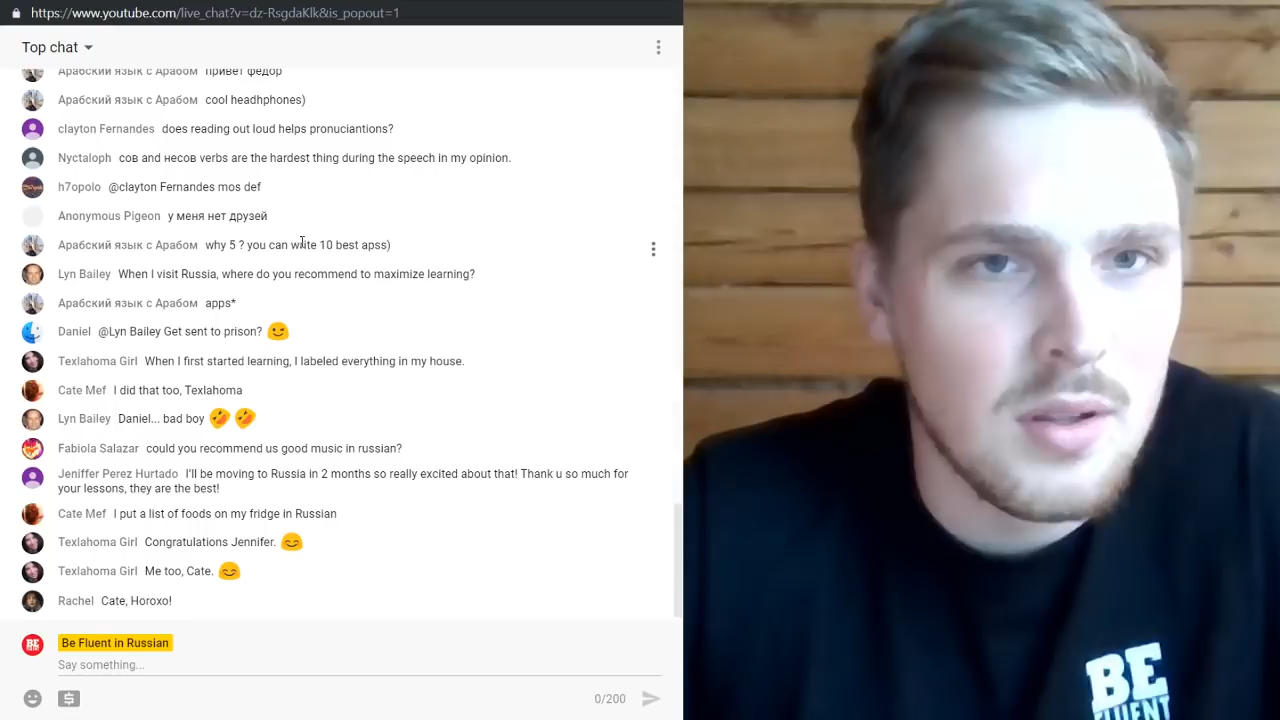 https://www.youtube.com/live_chat?v=dz-RsgdaKlk&is_popout=1
Top chat
Арабский язык с Арабом привет федор
Арабский язык с Арабом cool headhphones)
clayton Fernandes does reading out loud helps pronuciantions?
Nyctaloph сов and несов verbs are the hardest thing during the speech in my opinion.
h7opolo @clayton Fernandes mos def
Anonymous Pigeon у меня нет друзей
Арабский язык с Арабом why 5 ? you can write 10 best apss)
Lyn Bailey When I visit Russia, where do you recommend to maximize learning?
Арабский язык с Арабом apps*
Daniel @Lyn Bailey Get sent to prison? 😉
Texlahoma Girl When I first started learning, I labeled everything in my house.
Cate Mef I did that too, Texlahoma
Lyn Bailey Daniel... bad boy 🤣 🤣
Fabiola Salazar could you recommend us good music in russian?
Jeniffer Perez Hurtado I'll be moving to Russia in 2 months so really excited about that! Thank u so much for
your lessons, they are the best!
Cate Mef I put a list of foods on my fridge in Russian
Texlahoma Girl Congratulations Jennifer. 😊
Texlahoma Girl Me too, Cate. 😊
Rachel Cate, Horoxo!
BE FLUENT
Be Fluent in Russian
Say something...
0/200
BE
FLUENT